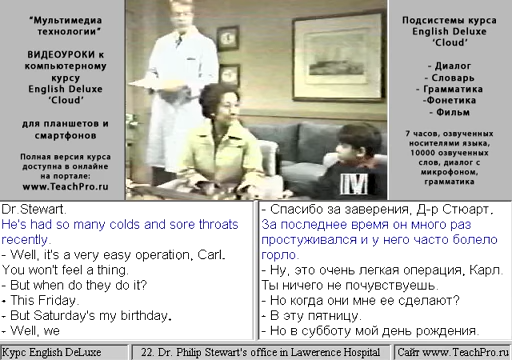 "Мультимедиа
технологии"
ВИДЕОУРОКИ к
компьютерному
курсу
English Deluxe
'Cloud'
для планшетов и
смартфонов
Полная версия курса
доступна в онлайне
на портале:
www.TeachPro.ru
Подсистемы курса
English Deluxe
'Cloud'
- Диалог
- Словарь
- Грамматика
-Фонетика
- Фильм
7 часов, озвученных
носителями языка,
10000 озвученных
слов, диалог с
микрофоном,
грамматика
Dr.Stewart.
He's had so many colds and sore throats
recently.
- Well, it's a very easy operation, Carl.
You won't feel a thing.
- But when do they do it?
• This Friday.
- But Saturday's my birthday.
- Well, we
- Спасибо за заверения, Д-р Стюарт.
За последнее время он много раз
простуживался и у него часто болело
горло.
- Ну, это очень легкая операция, Карл.
Ты ничего не почувствуешь.
- Но когда они мне ее сделают?
- В эту пятницу.
- Но в субботу мой день рождения.
Курс English DeLuxe
22. Dr. Philip Stewart's office in Lawerence Hospital
Сайт www.TeachPro.ru